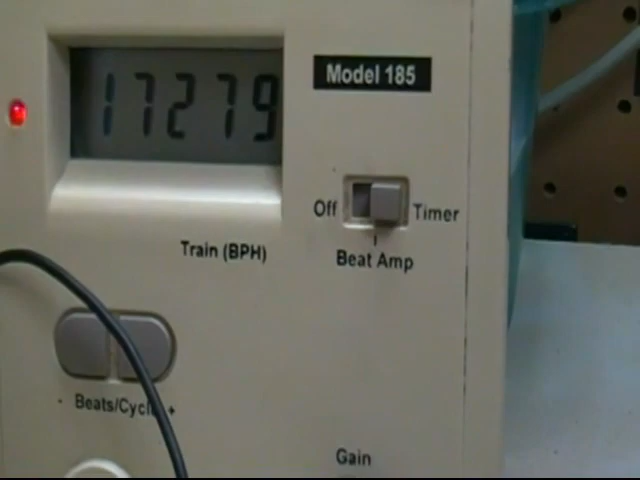 17279
Model 185
Off
Timer
Beat Amp
Train (BPH)
- Beats/Cycle +
Gain